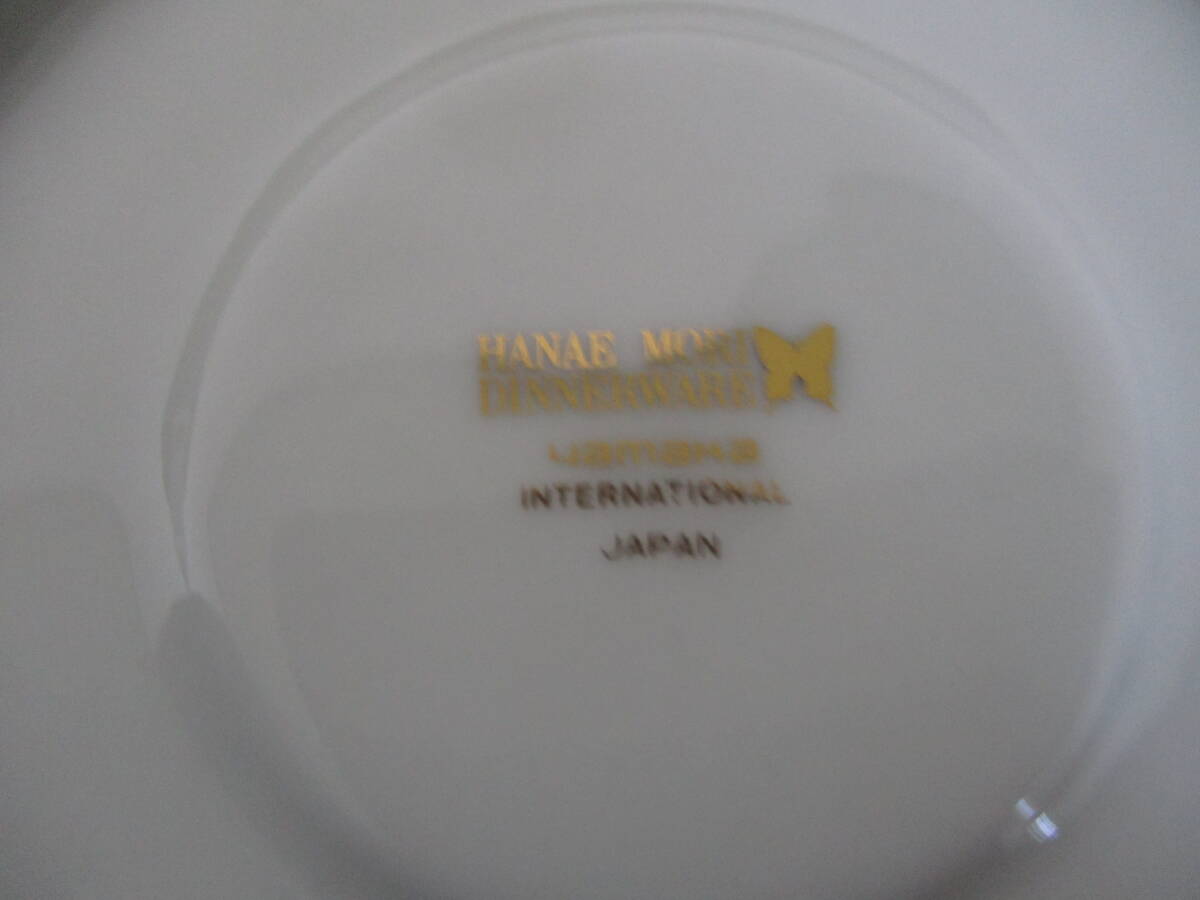 HANAE MORI
DINNERWARE
yamaka
INTERNATIONAL
JAPAN